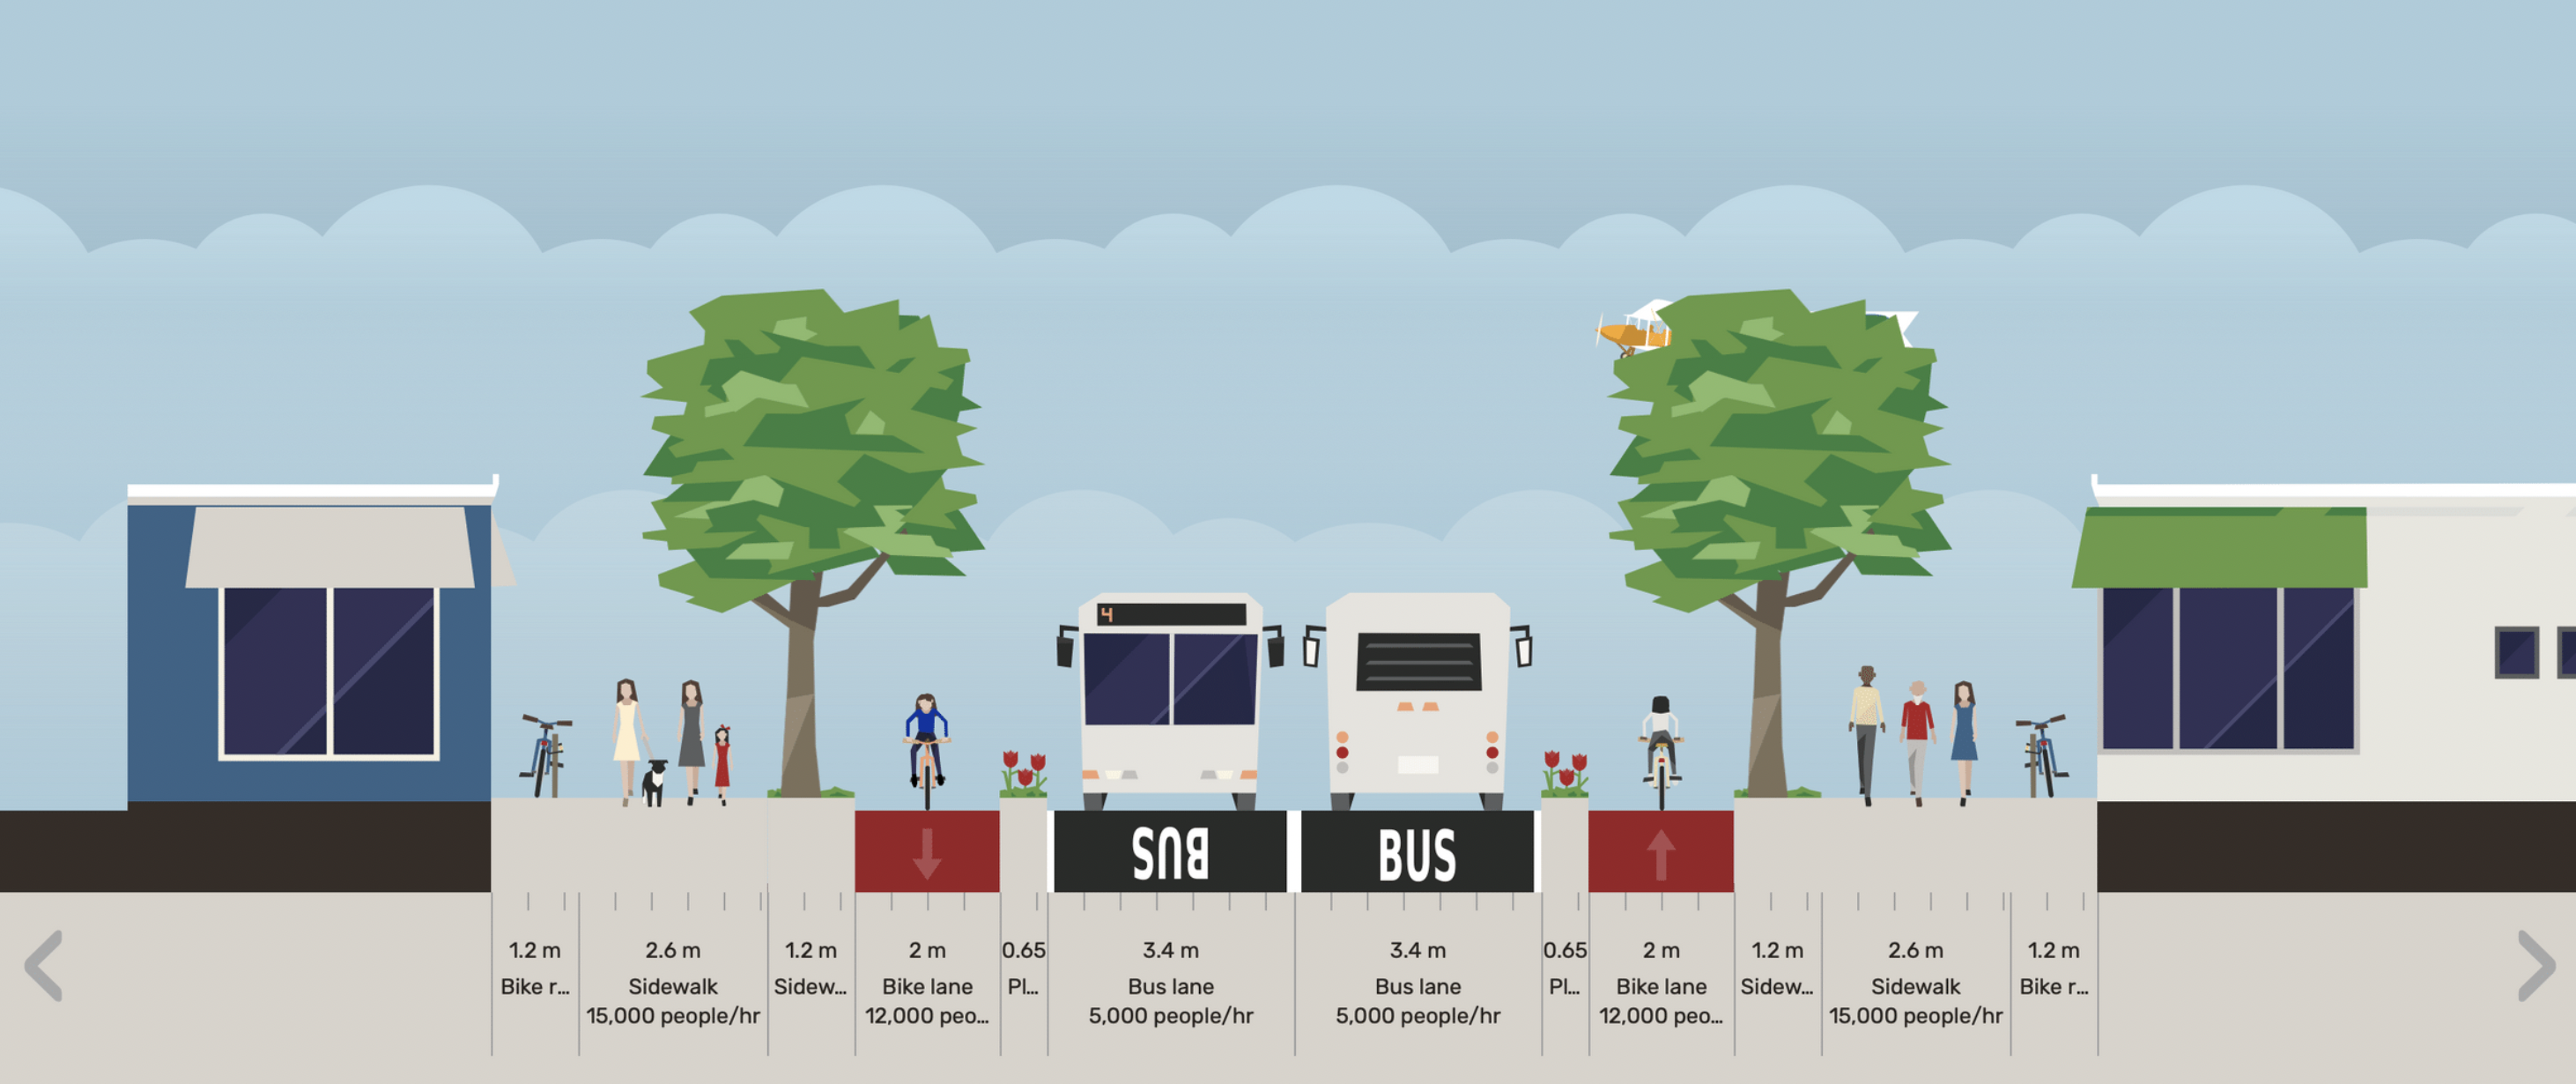 4
BUS
BUS
1.2 m
Bike r...
2.6 m
Sidewalk
15,000 people/hr
1.2 m
Sidew...
2 m
Bike lane
12,000 peo...
0.65
Pl...
3.4 m
Bus lane
5,000 people/hr
3.4 m
Bus lane
5,000 people/hr
0.65
Pl...
2 m
Bike lane
12,000 peo...
1.2 m
Sidew...
2.6 m
Sidewalk
15,000 people/hr
1.2 m
Bike r...